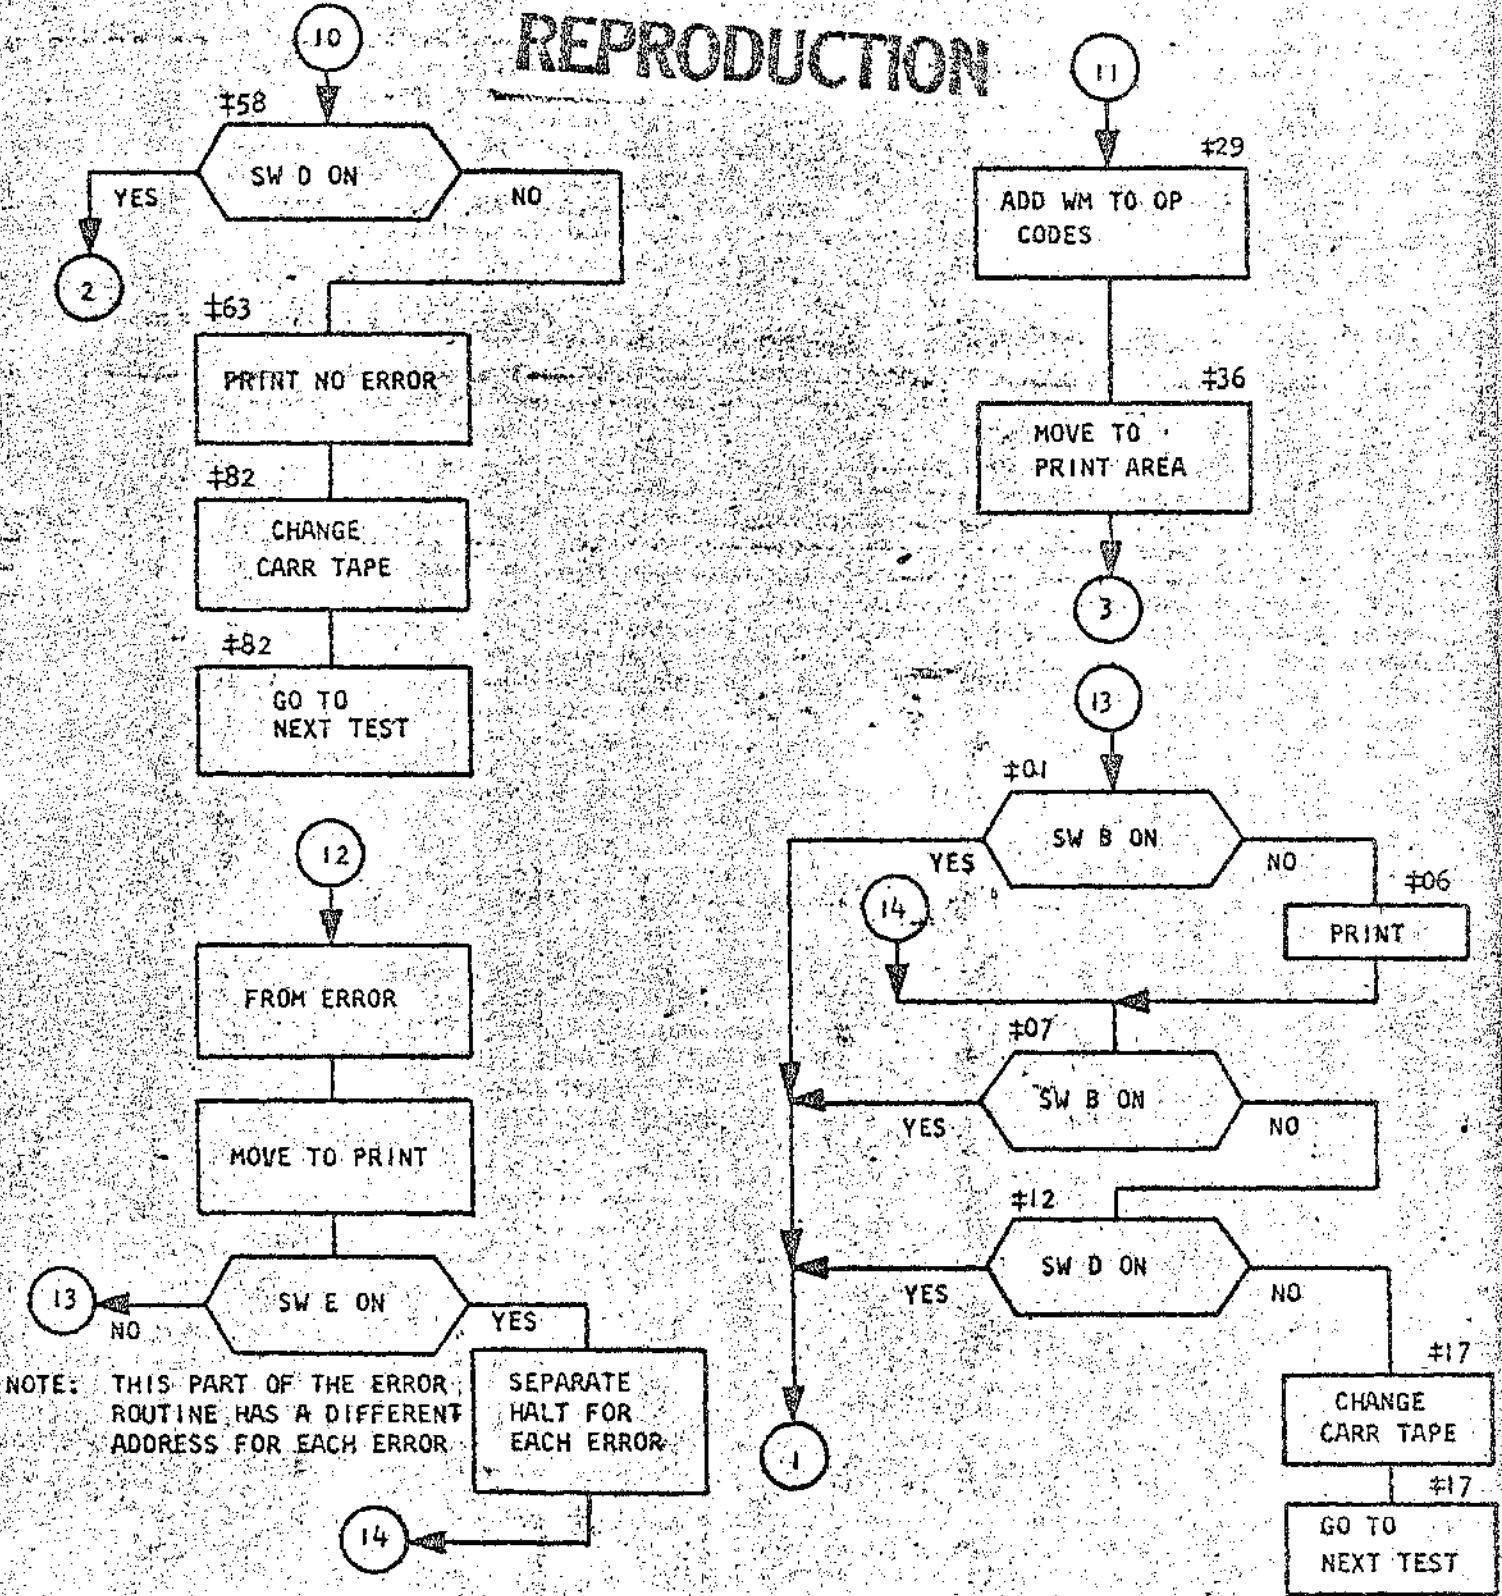 REPRODUCTION
10
‡58
SW D ON
YES
NO
2
‡63
PRINT NO ERROR
‡82
CHANGE
CARR TAPE
‡82
GO TO
NEXT TEST
12
FROM ERROR
MOVE TO PRINT
SW E ON
13
NO
YES
NOTE: THIS PART OF THE ERROR
ROUTINE HAS A DIFFERENT
ADDRESS FOR EACH ERROR
SEPARATE
HALT FOR
EACH ERROR
14
11
‡29
ADD WM TO OP
CODES
‡36
MOVE TO
PRINT AREA
3
13
‡01
SW B ON
YES
NO
14
‡06
PRINT
‡07
SW B ON
YES
NO
‡12
SW D ON
YES
NO
1
‡17
CHANGE
CARR TAPE
‡17
GO TO
NEXT TEST